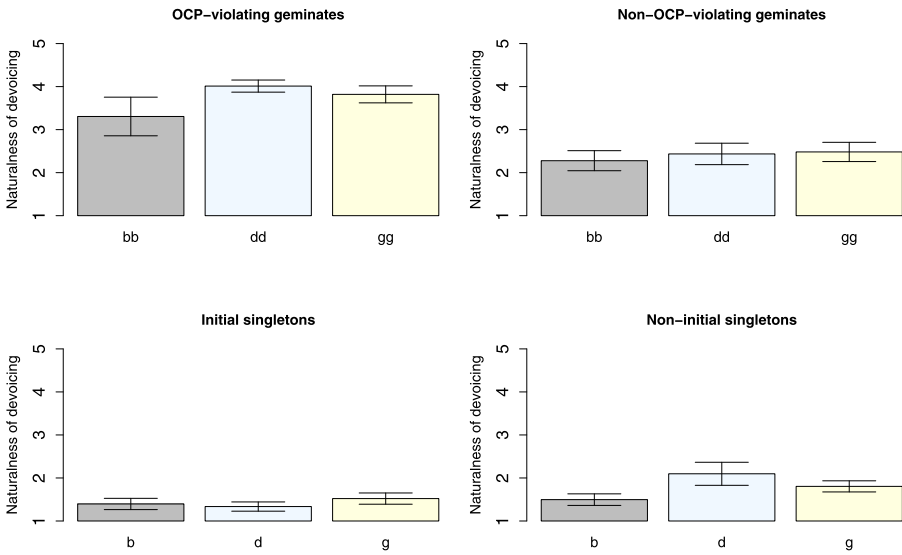 OCP−violating geminates
Naturalness of devoicing
5
4
3
2
1
bb dd gg
Non−OCP−violating geminates
Naturalness of devoicing
5
4
3
2
1
bb dd gg
Initial singletons
Naturalness of devoicing
5
4
3
2
1
b d g
Non−initial singletons
Naturalness of devoicing
5
4
3
2
1
b d g